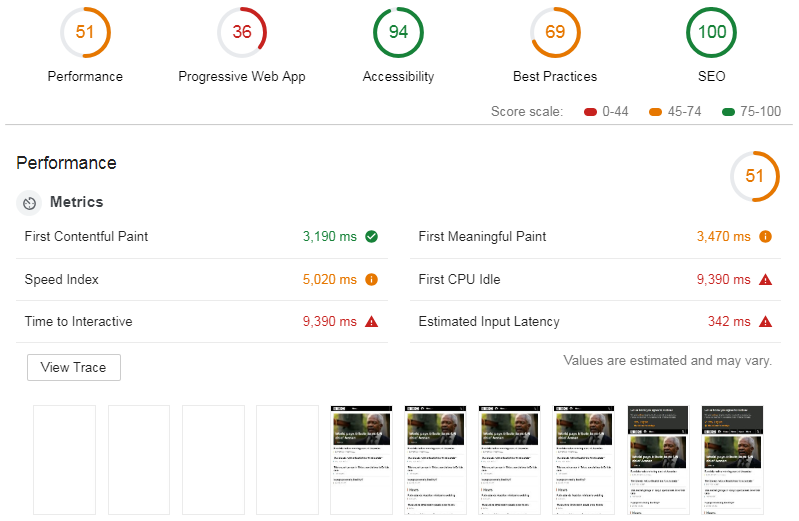 51 36 94 69 100
Performance Progressive Web App Accessibility Best Practices SEO
Score scale: 0-44 45-74 75-100
Performance 51
Metrics
First Contentful Paint 3,190 ms First Meaningful Paint 3,470 ms
Speed Index 5,020 ms First CPU Idle 9,390 ms
Time to Interactive 9,390 ms Estimated Input Latency 342 ms
View Trace Values are estimated and may vary.